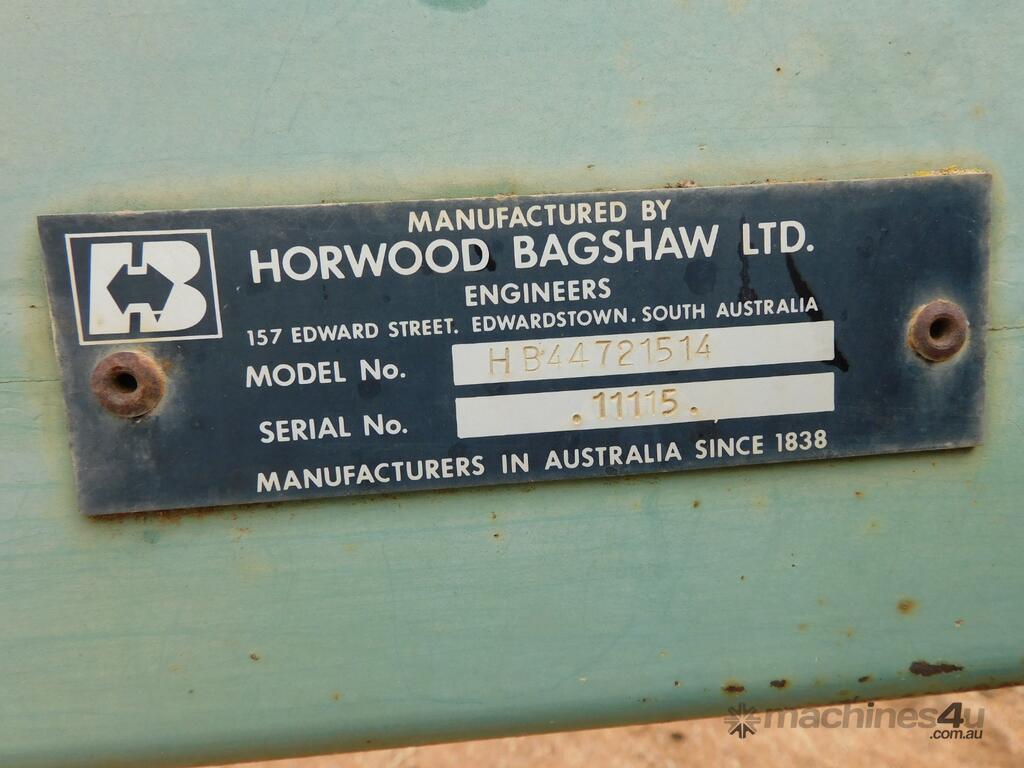 MANUFACTURED BY
HB
HORWOOD BAGSHAW LTD.
ENGINEERS
157 EDWARD STREET. EDWARDSTOWN. SOUTH AUSTRALIA
MODEL No. HB44721514
SERIAL No. .11115.
MANUFACTURERS IN AUSTRALIA SINCE 1838
machines4u
.com.au